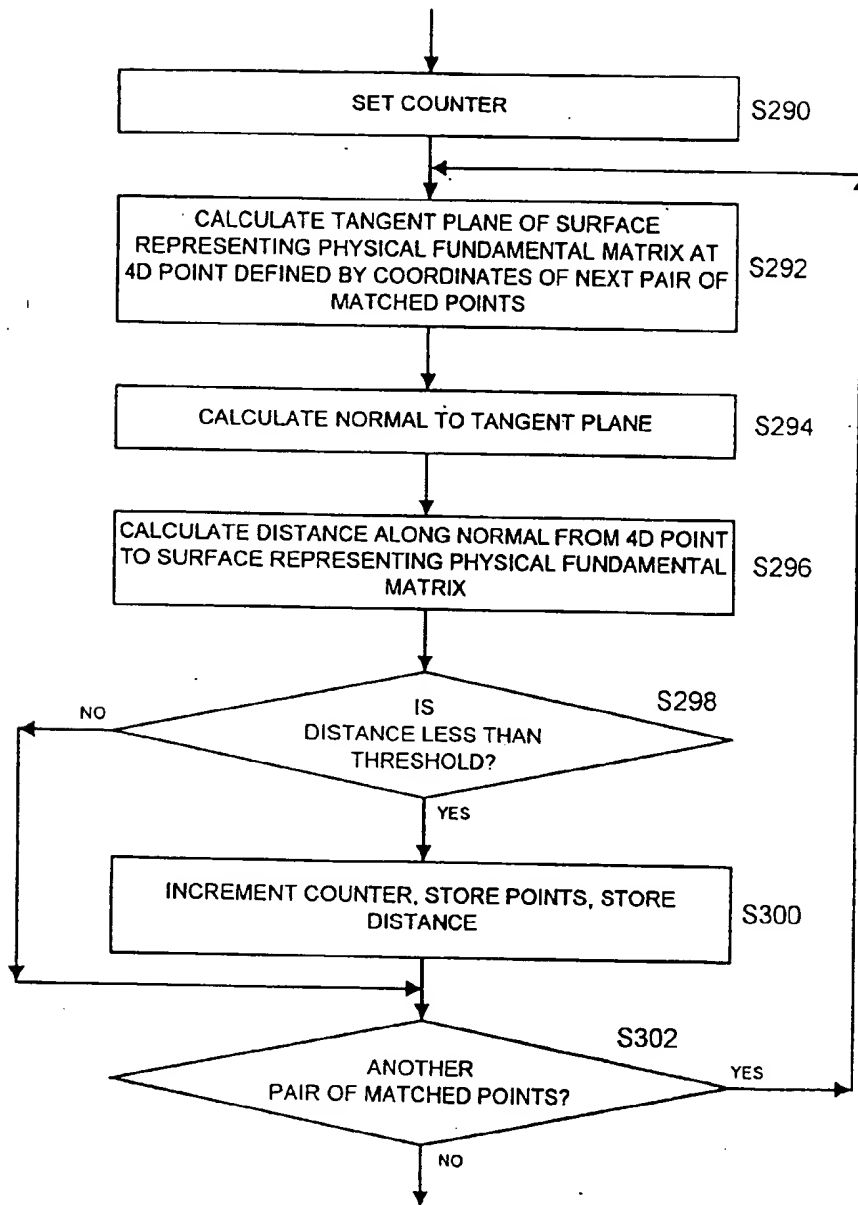 SET COUNTER
S290
CALCULATE TANGENT PLANE OF SURFACE
REPRESENTING PHYSICAL FUNDAMENTAL MATRIX AT
4D POINT DEFINED BY COORDINATES OF NEXT PAIR OF
MATCHED POINTS
S292
CALCULATE NORMAL TO TANGENT PLANE
S294
CALCULATE DISTANCE ALONG NORMAL FROM 4D POINT
TO SURFACE REPRESENTING PHYSICAL FUNDAMENTAL
MATRIX
S296
S298
NO
IS
DISTANCE LESS THAN
THRESHOLD?
YES
INCREMENT COUNTER, STORE POINTS, STORE
DISTANCE
S300
S302
ANOTHER
PAIR OF MATCHED POINTS?
YES
NO